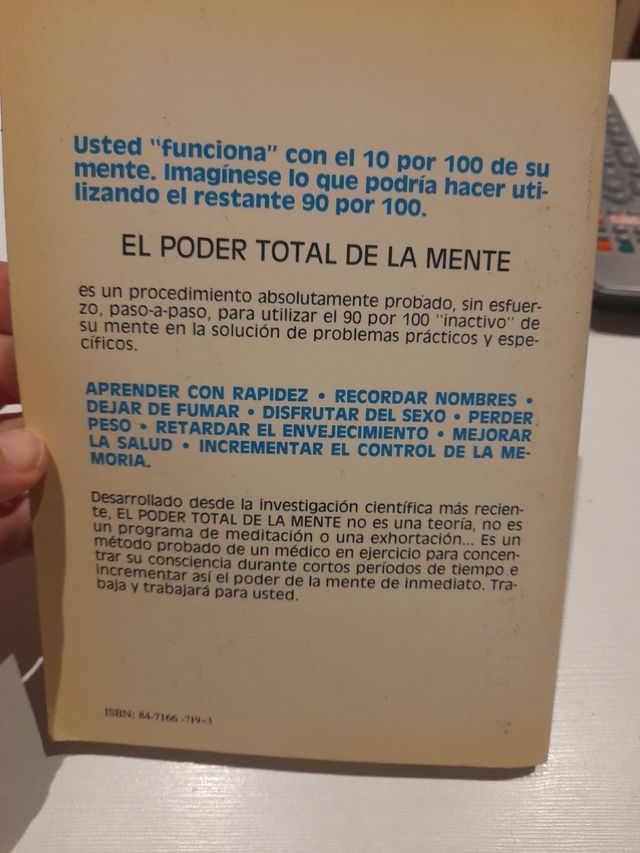 Usted "funciona" con el 10 por 100 de su
mente. Imagínese lo que podría hacer uti-
lizando el restante 90 por 100.
EL PODER TOTAL DE LA MENTE
es un procedimiento absolutamente probado, sin esfuer-
zo, paso-a-paso, para utilizar el 90 por 100 "inactivo" de
su mente en la solución de problemas prácticos y espe-
cíficos.
APRENDER CON RAPIDEZ • RECORDAR NOMBRES •
DEJAR DE FUMAR • DISFRUTAR DEL SEXO • PERDER
PESO • RETARDAR EL ENVEJECIMIENTO • MEJORAR
LA SALUD • INCREMENTAR EL CONTROL DE LA ME-
MORIA.
Desarrollado desde la investigación científica más recien-
te, EL PODER TOTAL DE LA MENTE no es una teoría, no es
un programa de meditación o una exhortación... Es un
método probado de un médico en ejercicio para concen-
trar su consciencia durante cortos períodos de tiempo e
incrementar así el poder de la mente de inmediato. Tra-
baja y trabajará para usted.
ISBN: 84-7166-719-3